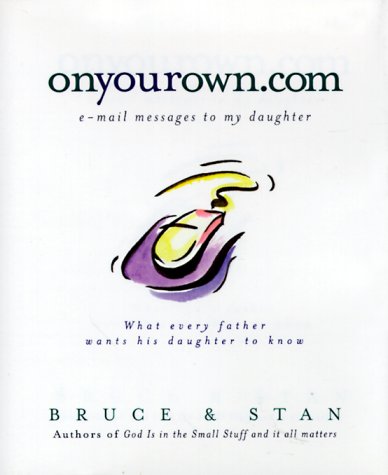 onyourown.com
e-mail messages to my daughter
What every father
wants his daughter to know
BRUCE & STAN
Authors of God Is in the Small Stuff and it all matters